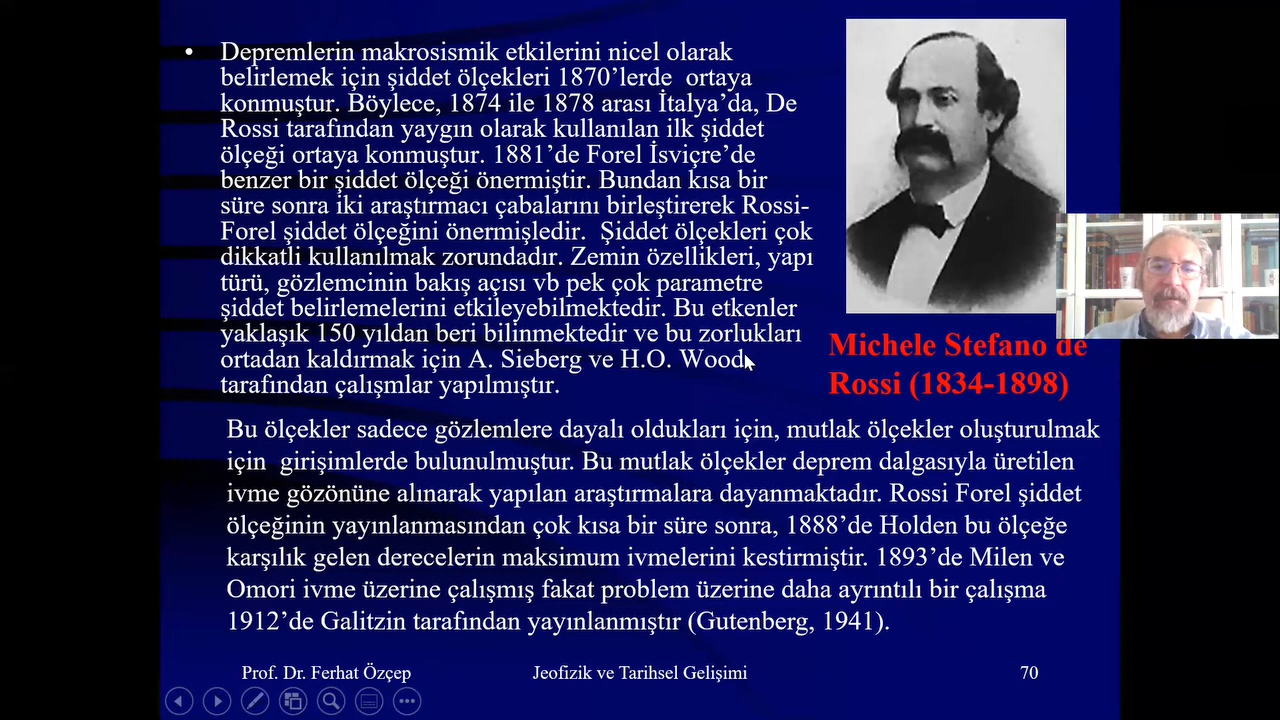 • Depremlerin makrosismik etkilerini nicel olarak
belirlemek için şiddet ölçekleri 1870’lerde ortaya
konmuştur. Böylece, 1874 ile 1878 arası İtalya’da, De
Rossi tarafından yaygın olarak kullanılan ilk şiddet
ölçeği ortaya konmuştur. 1881’de Forel İsviçre’de
benzer bir şiddet ölçeği önermiştir. Bundan kısa bir
süre sonra iki araştırmacı çabalarını birleştirerek Rossi-
Forel şiddet ölçeğini önermişledir. Şiddet ölçekleri çok
dikkatli kullanılmak zorundadır. Zemin özellikleri, yapı
türü, gözlemcinin bakış açısı vb pek çok parametre
şiddet belirlemelerini etkileyebilmektedir. Bu etkenler
yaklaşık 150 yıldan beri bilinmektedir ve bu zorlukları
ortadan kaldırmak için A. Sieberg ve H.O. Wood
tarafından çalışmlar yapılmıştır.
Michele Stefano de
Rossi (1834-1898)
Bu ölçekler sadece gözlemlere dayalı oldukları için, mutlak ölçekler oluşturulmak
için girişimlerde bulunulmuştur. Bu mutlak ölçekler deprem dalgasıyla üretilen
ivme gözönüne alınarak yapılan araştırmalara dayanmaktadır. Rossi Forel şiddet
ölçeğinin yayınlanmasından çok kısa bir süre sonra, 1888’de Holden bu ölçeğe
karşılık gelen derecelerin maksimum ivmelerini kestirmiştir. 1893’de Milen ve
Omori ivme üzerine çalışmış fakat problem üzerine daha ayrıntılı bir çalışma
1912’de Galitzin tarafından yayınlanmıştır (Gutenberg, 1941).
Prof. Dr. Ferhat Özçep Jeofizik ve Tarihsel Gelişimi 70